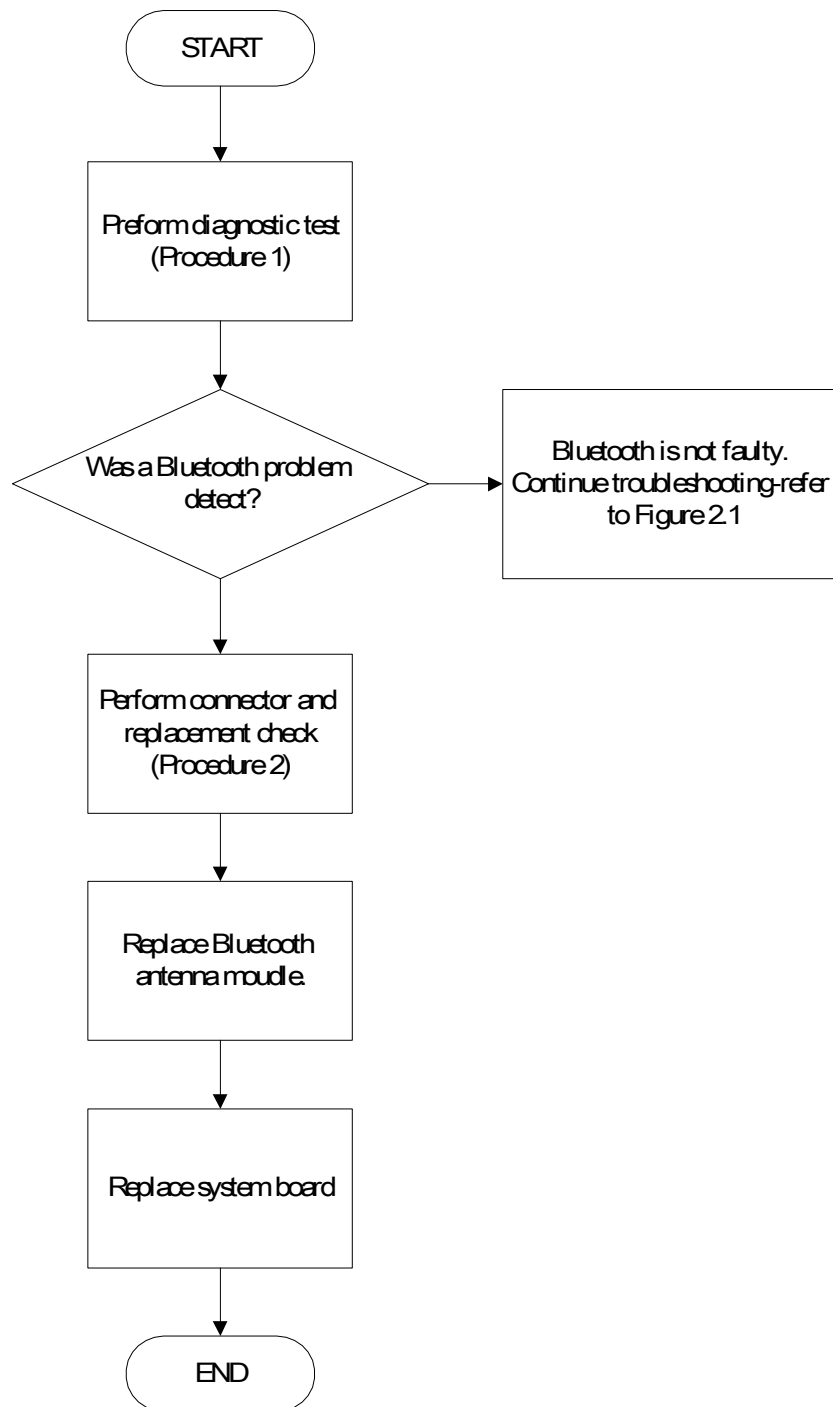 START
Preform diagnostic test
(Procedure 1)
Was a Bluetooth problem
detect?
Bluetooth is not faulty.
Continue troubleshooting-refer
to Figure 2.1
Perform connector and
replacement check
(Procedure 2)
Replace Bluetooth
antenna moudle.
Replace system board
END